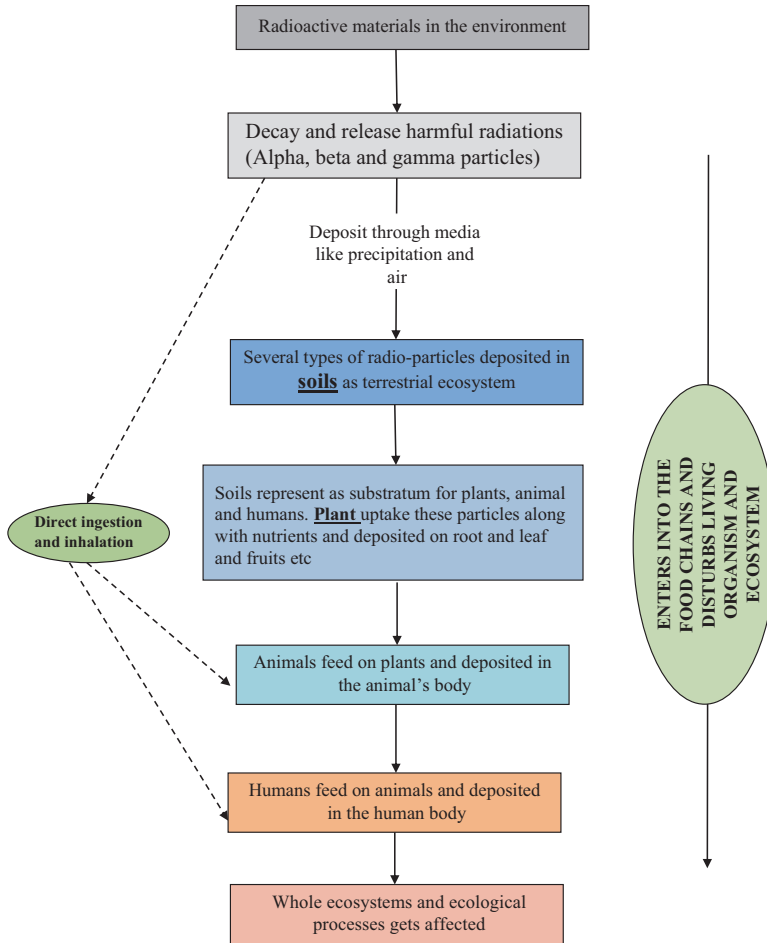 Radioactive materials in the environment
Decay and release harmful radiations
(Alpha, beta and gamma particles)
Deposit through media
like precipitation and
air
Several types of radio-particles deposited in
soils as terrestrial ecosystem
Soils represent as substratum for plants, animal
and humans. Plant uptake these particles along
with nutrients and deposited on root and leaf
and fruits etc
Direct ingestion
and inhalation
Animals feed on plants and deposited in
the animal’s body
Humans feed on animals and deposited
in the human body
Whole ecosystems and ecological
processes gets affected
ENTERS INTO THE
FOOD CHAINS AND
DISTURBS LIVING
ORGANISM AND
ECOSYSTEM